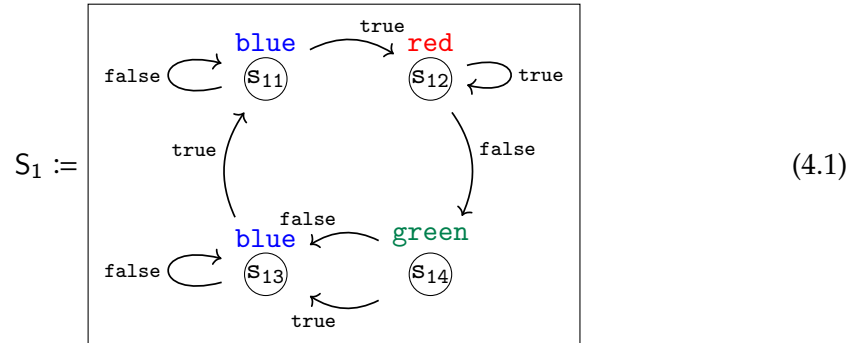 true
blue red
false s₁₁ s₁₂ true
S₁ := true false (4.1)
false
blue green
false s₁₃ s₁₄
true